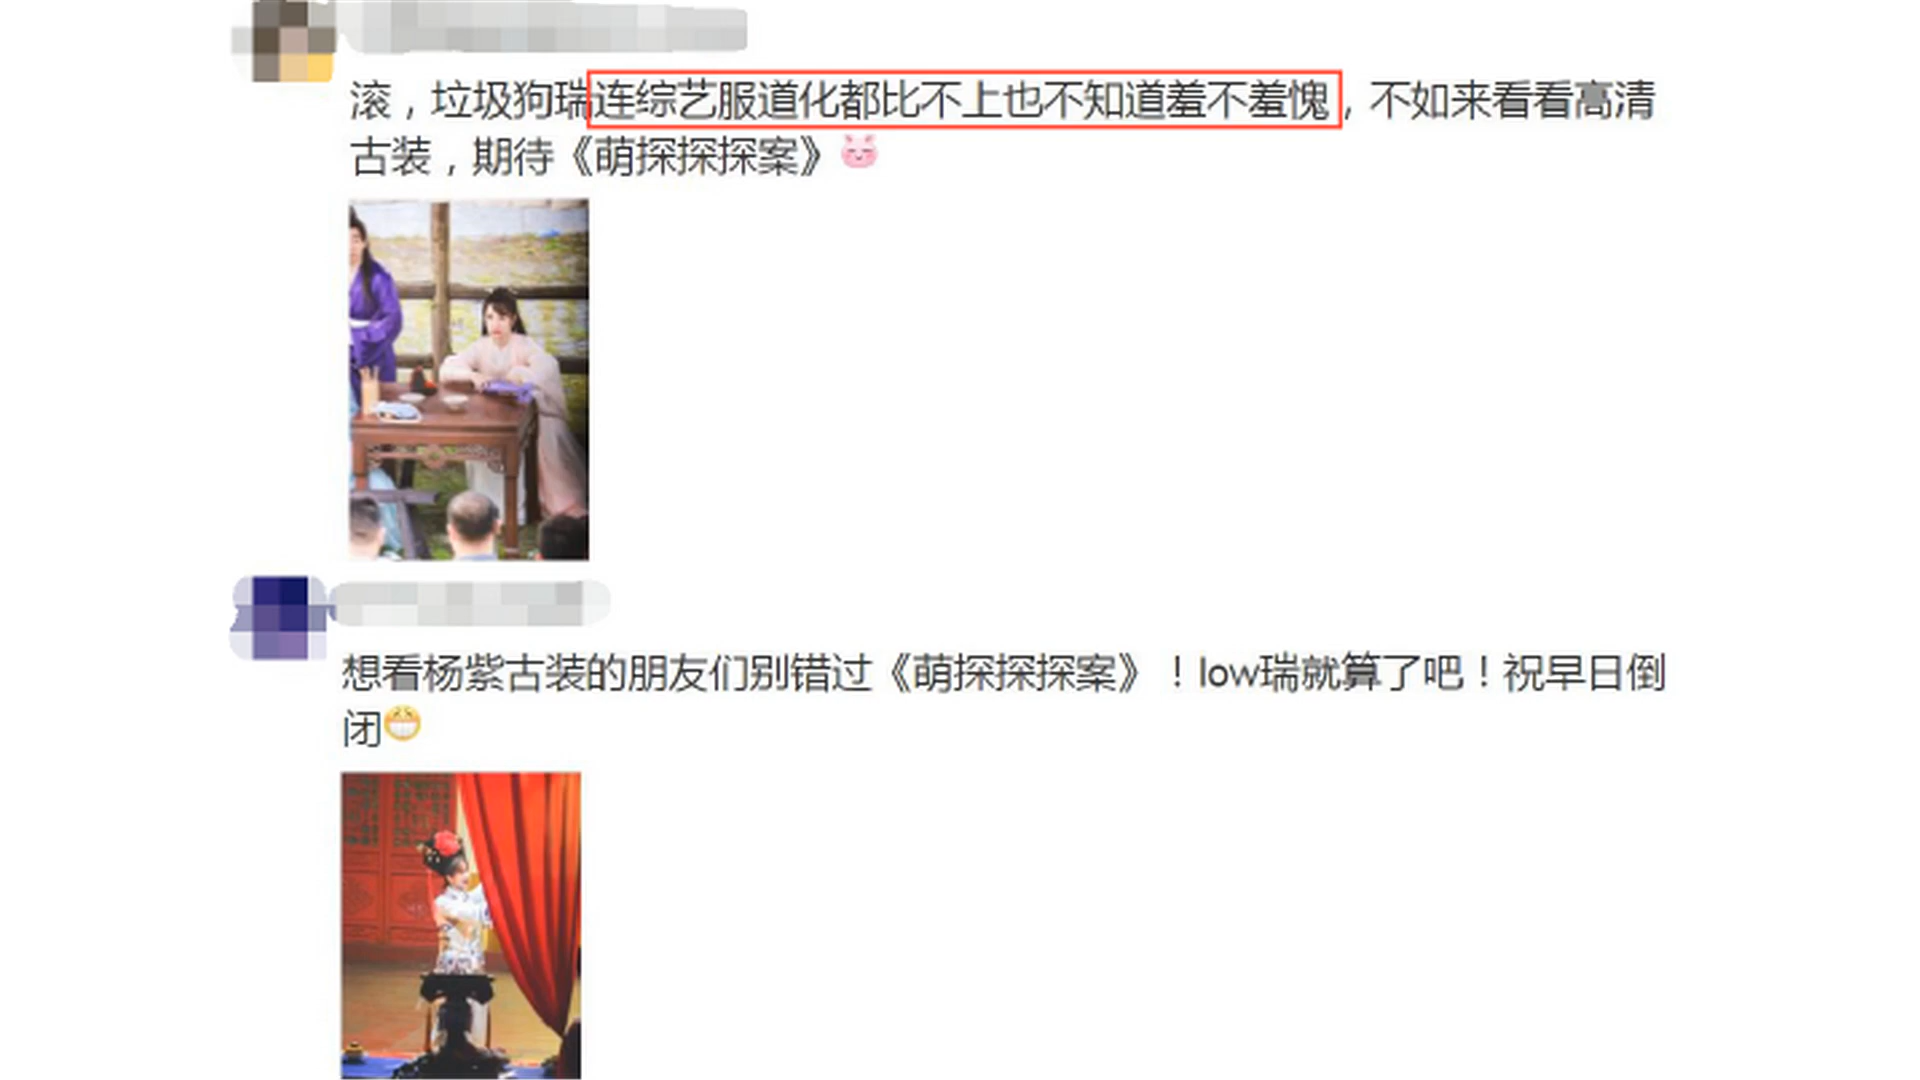 滚，垃圾狗瑞连综艺服道化都比不上也不知道羞不羞愧，不如来看看高清
古装，期待《萌探探探案》
想看杨紫古装的朋友们别错过《萌探探探案》！low瑞就算了吧！祝早日倒
闭